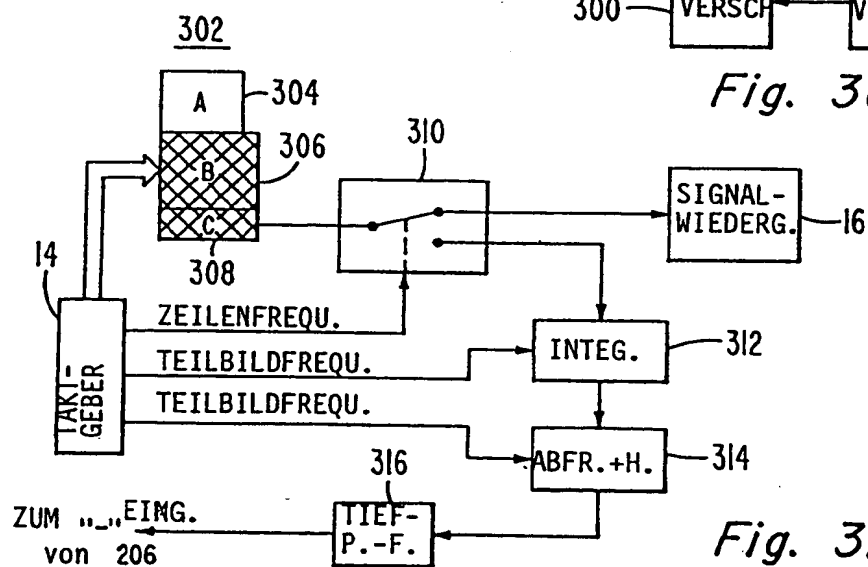 300
VERSCH
V
Fig. 3
302
A
304
B
306
C
308
310
SIGNAL-
WIEDERG.
16
14
TAKT-
GEBER
ZEILENFREQU.
TEILBILDFREQU.
TEILBILDFREQU.
INTEG.
312
ABFR.+H.
314
316
TIEF-
P.-F.
ZUM „_„EING.
von 206
Fig. 3